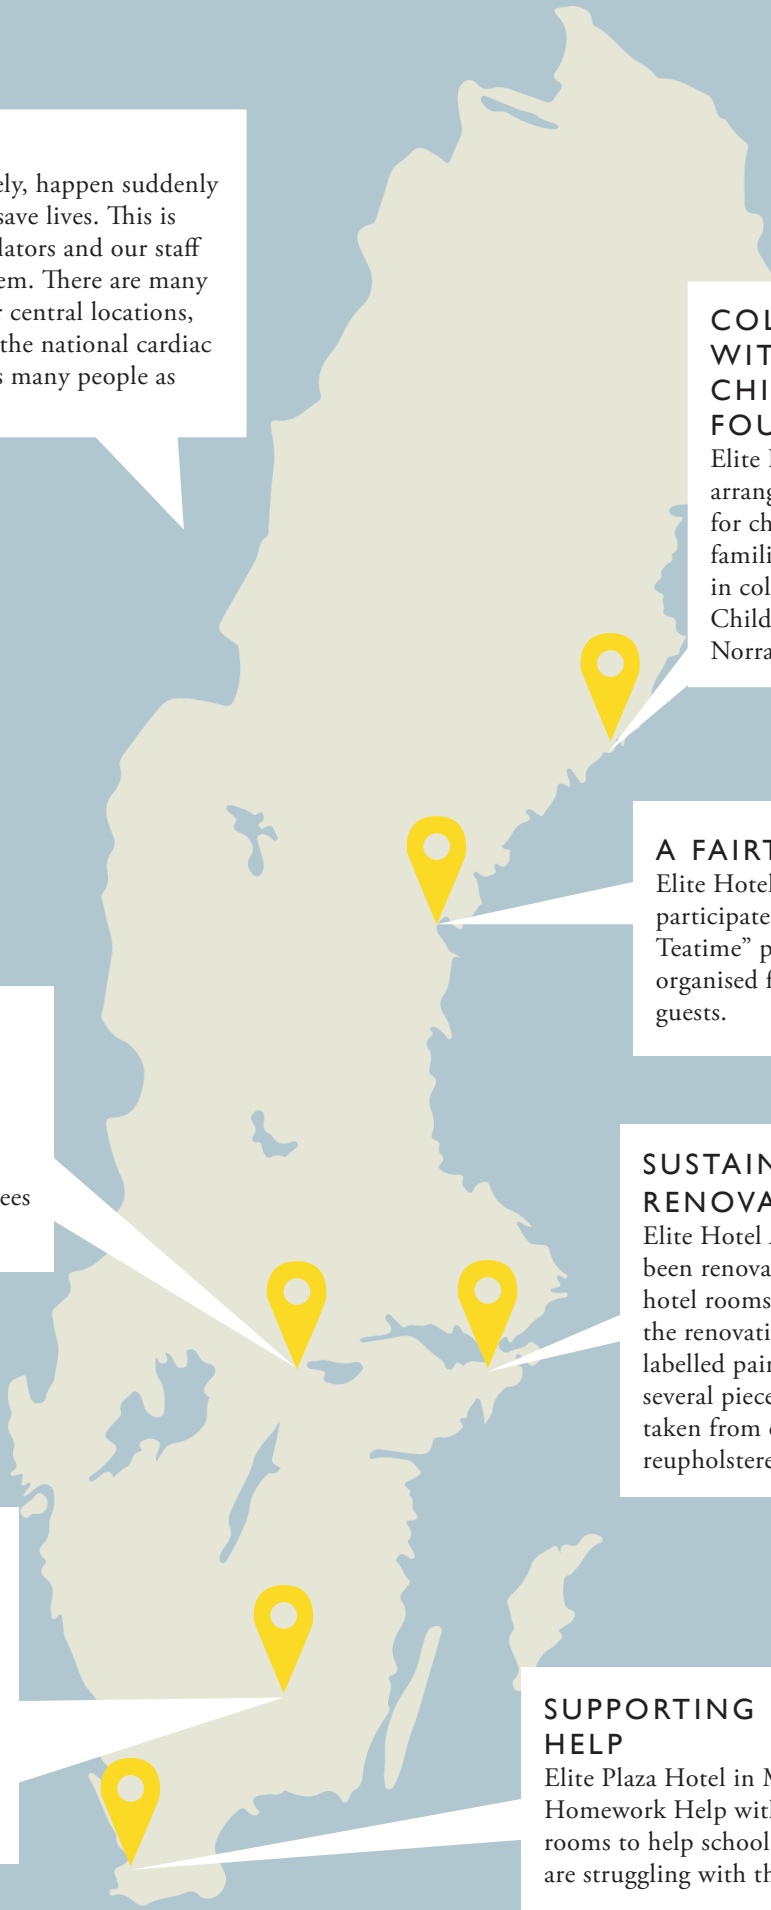 ely, happen suddenly
save lives. This is
lators and our staff
em. There are many
r central locations,
the national cardiac
s many people as
COL
WIT
CHI
FOU
Elite
arrang
for ch
famili
in col
Child
Norra
A FAIRT
Elite Hotel
participate
Teatime” p
organised f
guests.
ees
SUSTAIN
RENOVA
Elite Hotel
been renova
hotel rooms
the renovati
labelled pain
several piece
taken from
reupholstere
SUPPORTING
HELP
Elite Plaza Hotel in M
Homework Help with
rooms to help school
are struggling with th